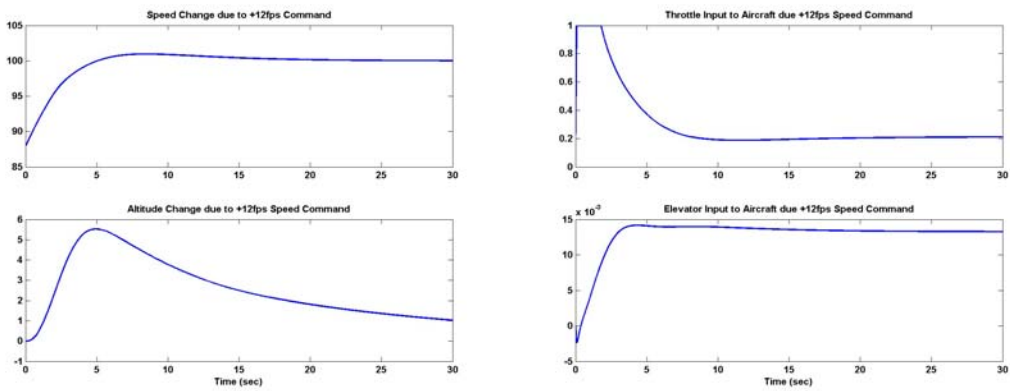 Speed Change due to +12fps Command
105
100
95
90
85
0 5 10 15 20 25 30
Throttle Input to Aircraft due +12fps Speed Command
1
0.8
0.6
0.4
0.2
0
0 5 10 15 20 25 30
Altitude Change due to +12fps Speed Command
6
5
4
3
2
1
0
-1
0 5 10 15 20 25 30
Time (sec)
Elevator Input to Aircraft due +12fps Speed Command
x 10⁻³
15
10
5
0
-5
0 5 10 15 20 25 30
Time (sec)